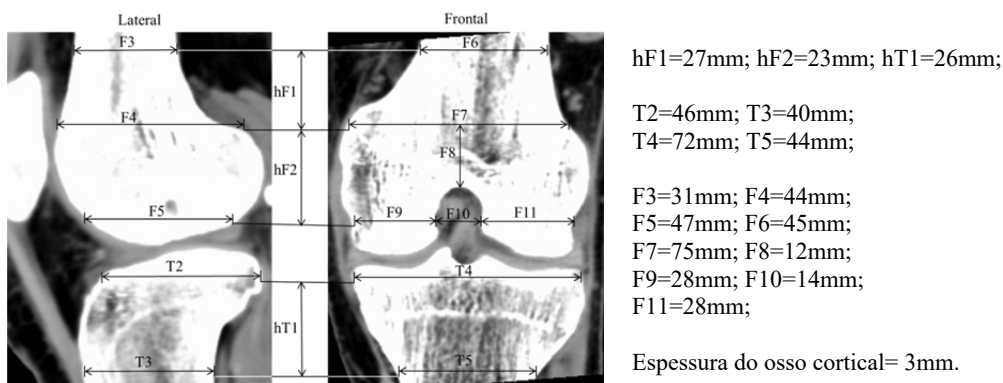 Lateral
Frontal
F3
F6
hF1
F4
F7
F8
hF2
F5
F9
F10
F11
T2
T4
hT1
T3
T5
hF1=27mm; hF2=23mm; hT1=26mm;
T2=46mm; T3=40mm;
T4=72mm; T5=44mm;
F3=31mm; F4=44mm;
F5=47mm; F6=45mm;
F7=75mm; F8=12mm;
F9=28mm; F10=14mm;
F11=28mm;
Espessura do osso cortical= 3mm.